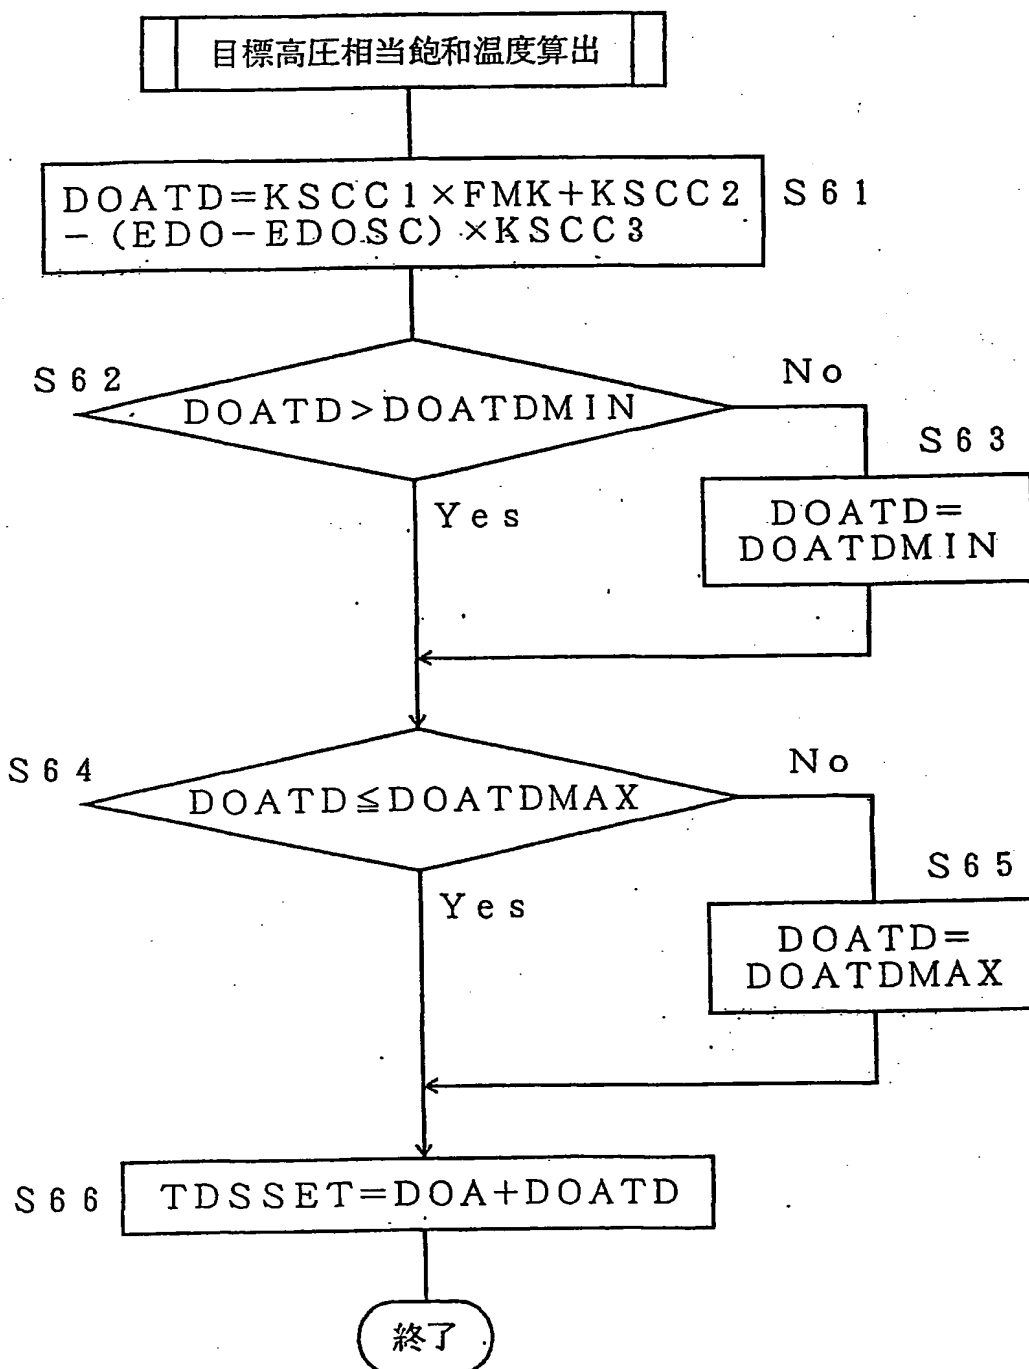 目標高圧相当飽和温度算出
DOATD=KSCC1×FMK+KSCC2
-(EDO-EDOSC)×KSCC3
S61
S62
DOATD>DOATDMIN
No
Yes
S63
DOATD=
DOATDMIN
S64
DOATD≦DOATDMAX
No
Yes
S65
DOATD=
DOATDMAX
S66
TDSSET=DOA+DOATD
終了